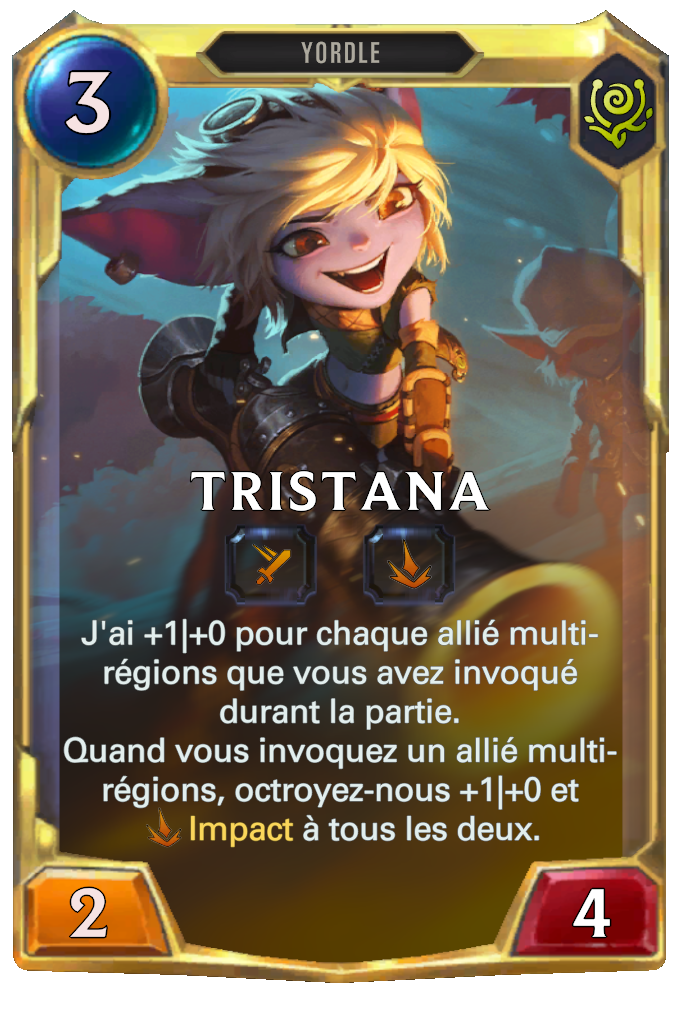 YORDLE
3
TRISTANA
J'ai +1|+0 pour chaque allié multi-
régions que vous avez invoqué
durant la partie.
Quand vous invoquez un allié multi-
régions, octroyez-nous +1|+0 et
Impact à tous les deux.
2
4